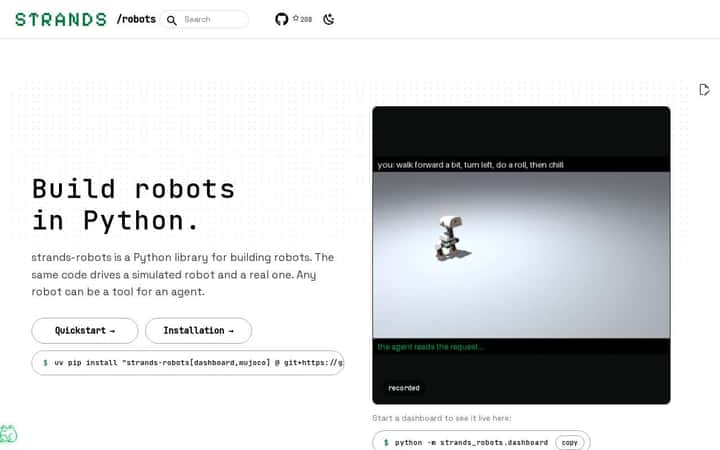 STRANDS /robots Search 208
Build robots
in Python.
strands-robots is a Python library for building robots. The
same code drives a simulated robot and a real one. Any
robot can be a tool for an agent.
Quickstart → Installation →
$ uv pip install "strands-robots[dashboard,mujoco] @ git+https://g
you: walk forward a bit, turn left, do a roll, then chill
the agent reads the request...
recorded
Start a dashboard to see it live here:
$ python -m strands_robots.dashboard copy